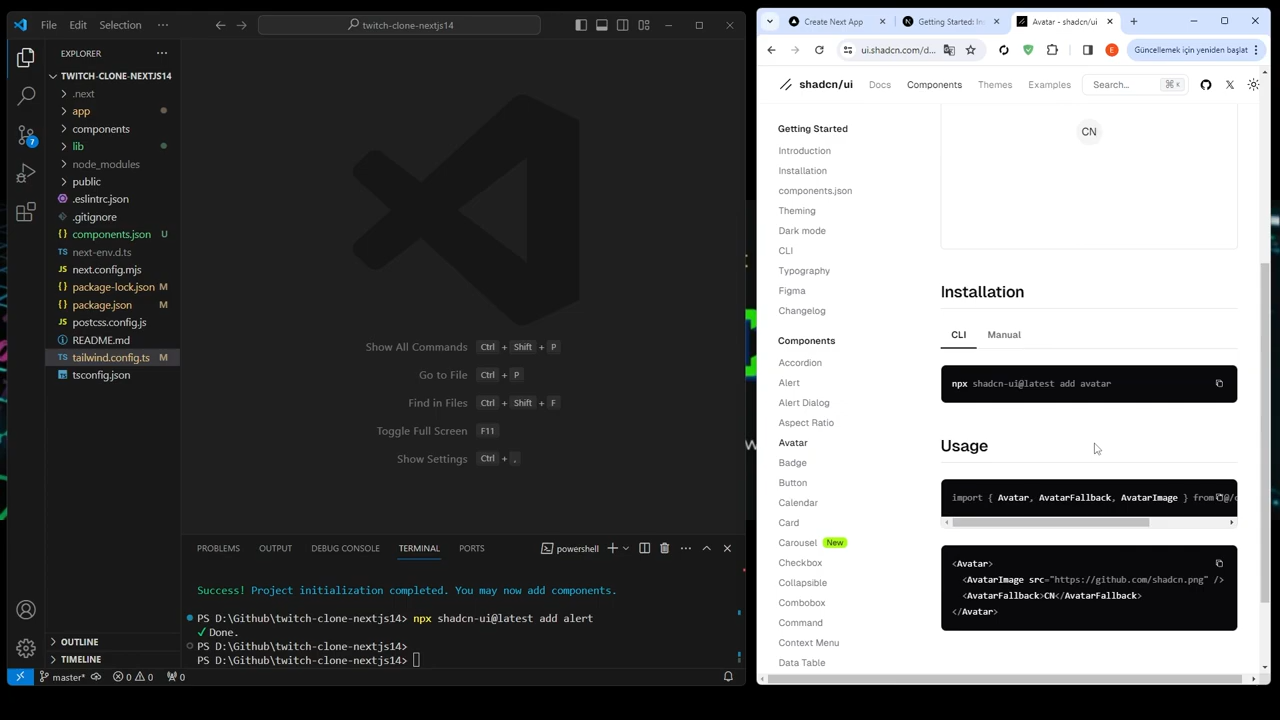 File Edit Selection ···
twitch-clone-nextjs14
EXPLORER ···
TWITCH-CLONE-NEXTJS14
.next
app
components
lib
node_modules
public
.eslintrc.json
.gitignore
components.json U
next-env.d.ts
next.config.mjs
package-lock.json M
package.json M
postcss.config.js
README.md
tailwind.config.ts M
tsconfig.json
OUTLINE
TIMELINE
7
Show All Commands Ctrl + Shift + P
Go to File Ctrl + P
Find in Files Ctrl + Shift + F
Toggle Full Screen F11
Show Settings Ctrl + ,
PROBLEMS OUTPUT DEBUG CONSOLE TERMINAL PORTS
powershell
Success! Project initialization completed. You may now add components.
PS D:\Github\twitch-clone-nextjs14> npx shadcn-ui@latest add alert
✓ Done.
PS D:\Github\twitch-clone-nextjs14>
PS D:\Github\twitch-clone-nextjs14>
master* 0 0 0
Create Next App
Getting Started: In
Avatar - shadcn/ui
ui.shadcn.com/d...
E
Güncellemek için yeniden başlat
shadcn/ui Docs Components Themes Examples Search... ⌘ K
Getting Started
Introduction
Installation
components.json
Theming
Dark mode
CLI
Typography
Figma
Changelog
Components
Accordion
Alert
Alert Dialog
Aspect Ratio
Avatar
Badge
Button
Calendar
Card
Carousel New
Checkbox
Collapsible
Combobox
Command
Context Menu
Data Table
CN
Installation
CLI Manual
npx shadcn-ui@latest add avatar
Usage
import { Avatar, AvatarFallback, AvatarImage } from
<Avatar>
<AvatarImage src="https://github.com/shadcn.png" />
<AvatarFallback>CN</AvatarFallback>
</Avatar>